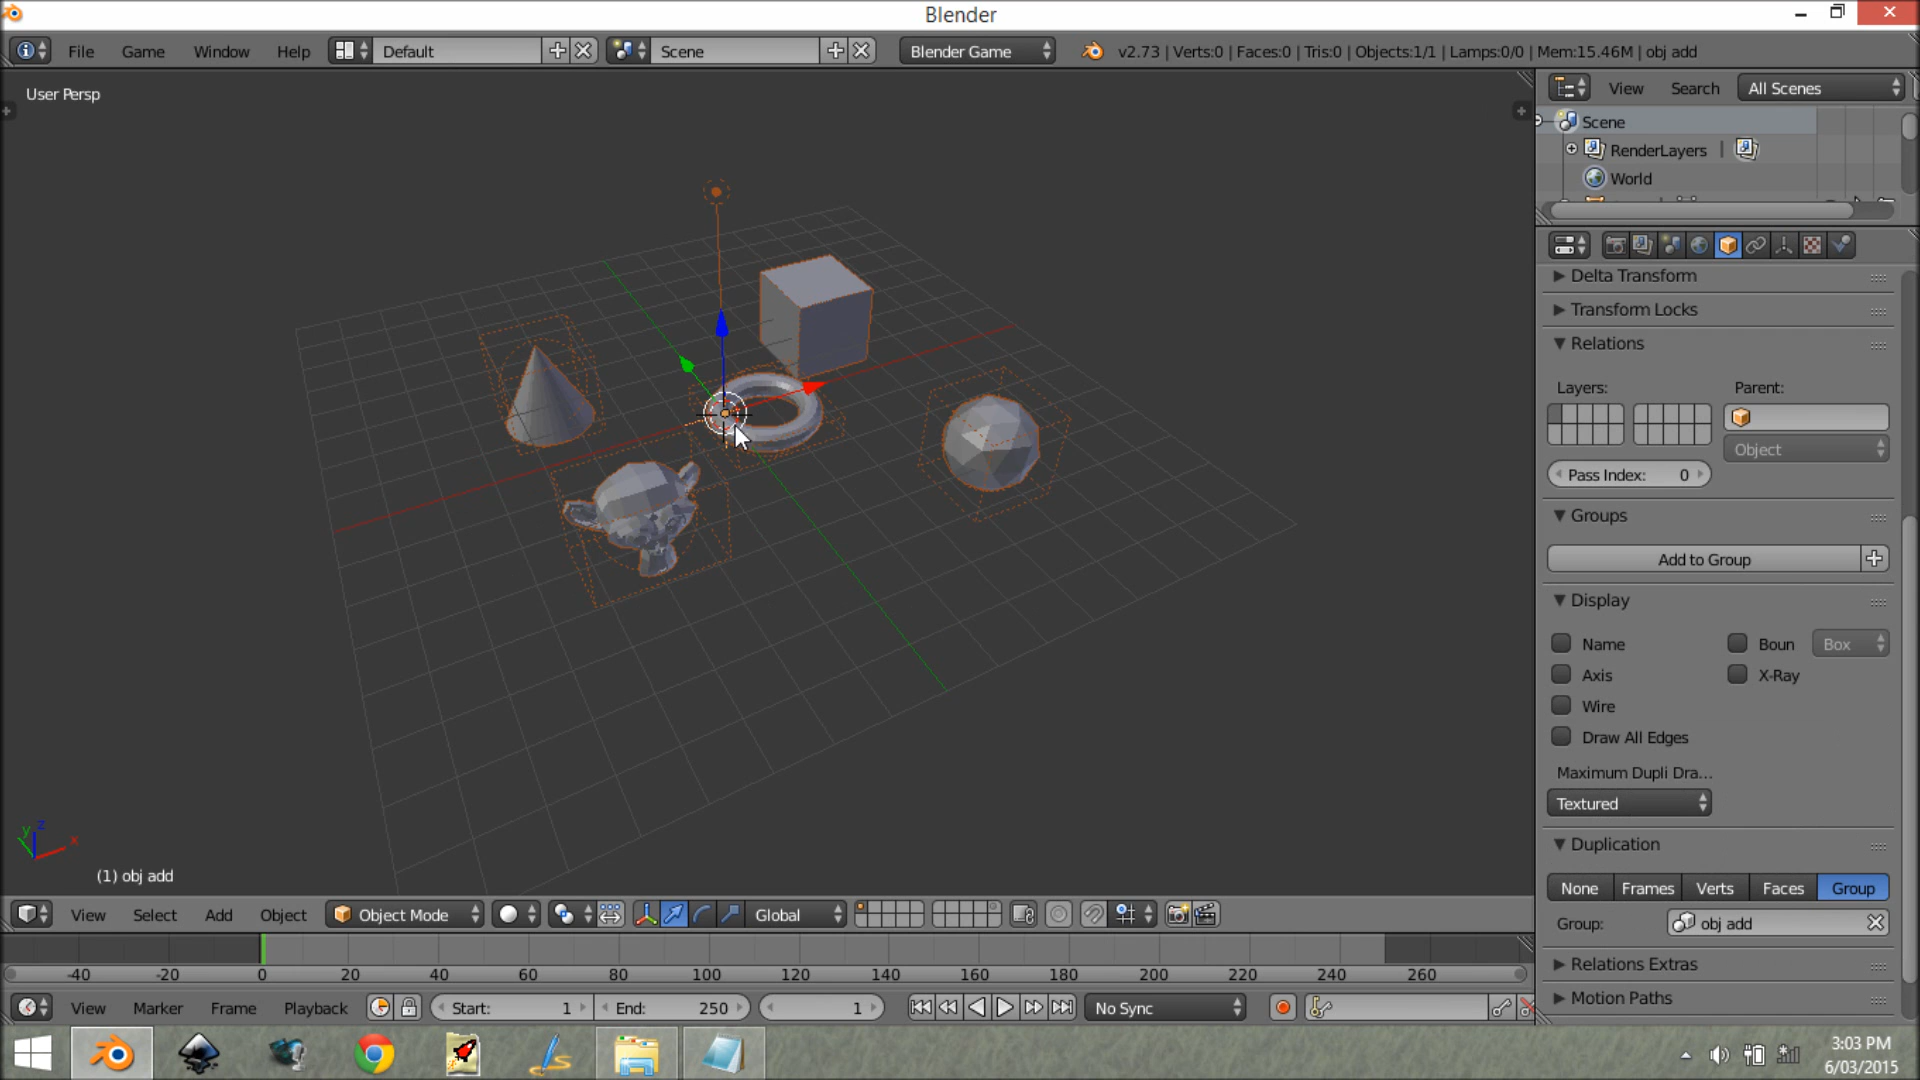 Blender
File Game Window Help Default Scene Blender Game v2.73 | Verts:0 | Faces:0 | Tris:0 | Objects:1/1 | Lamps:0/0 | Mem:15.46M | obj add
User Persp
View Search All Scenes
Scene
RenderLayers |
World
Delta Transform
Transform Locks
Relations
Layers: Parent:
Object
Pass Index: 0
Groups
Add to Group
Display
Name Boun Box
Axis X-Ray
Wire
Draw All Edges
Maximum Dupli Dra...
Textured
Duplication
None Frames Verts Faces Group
Group: obj add
Relations Extras
Motion Paths
y z x
(1) obj add
View Select Add Object Object Mode Global
-40 -20 0 20 40 60 80 100 120 140 160 180 200 220 240 260
View Marker Frame Playback Start: 1 End: 250 1 No Sync
3:03 PM
6/03/2015